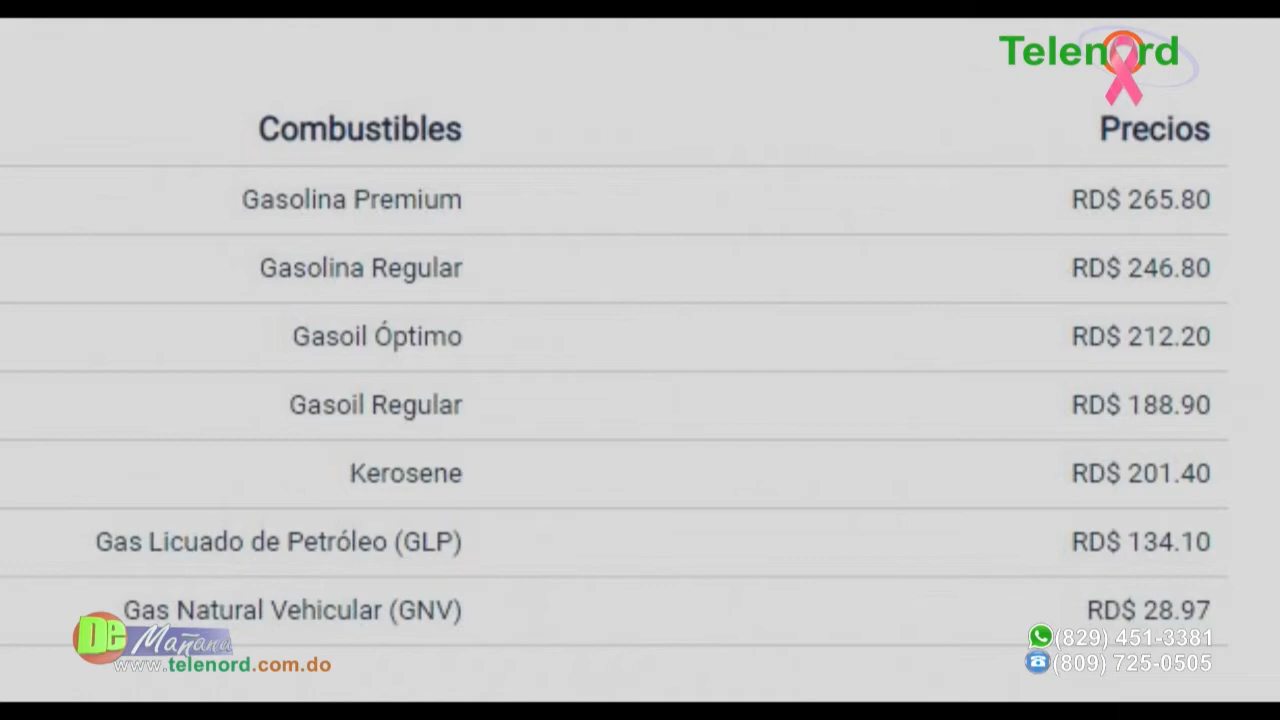 Telenord
Combustibles Precios
Gasolina Premium RD$ 265.80
Gasolina Regular RD$ 246.80
Gasoil Óptimo RD$ 212.20
Gasoil Regular RD$ 188.90
Kerosene RD$ 201.40
Gas Licuado de Petróleo (GLP) RD$ 134.10
Gas Natural Vehicular (GNV) RD$ 28.97
De Mañana (829) 451-3381
www.telenord.com.do (809) 725-0505